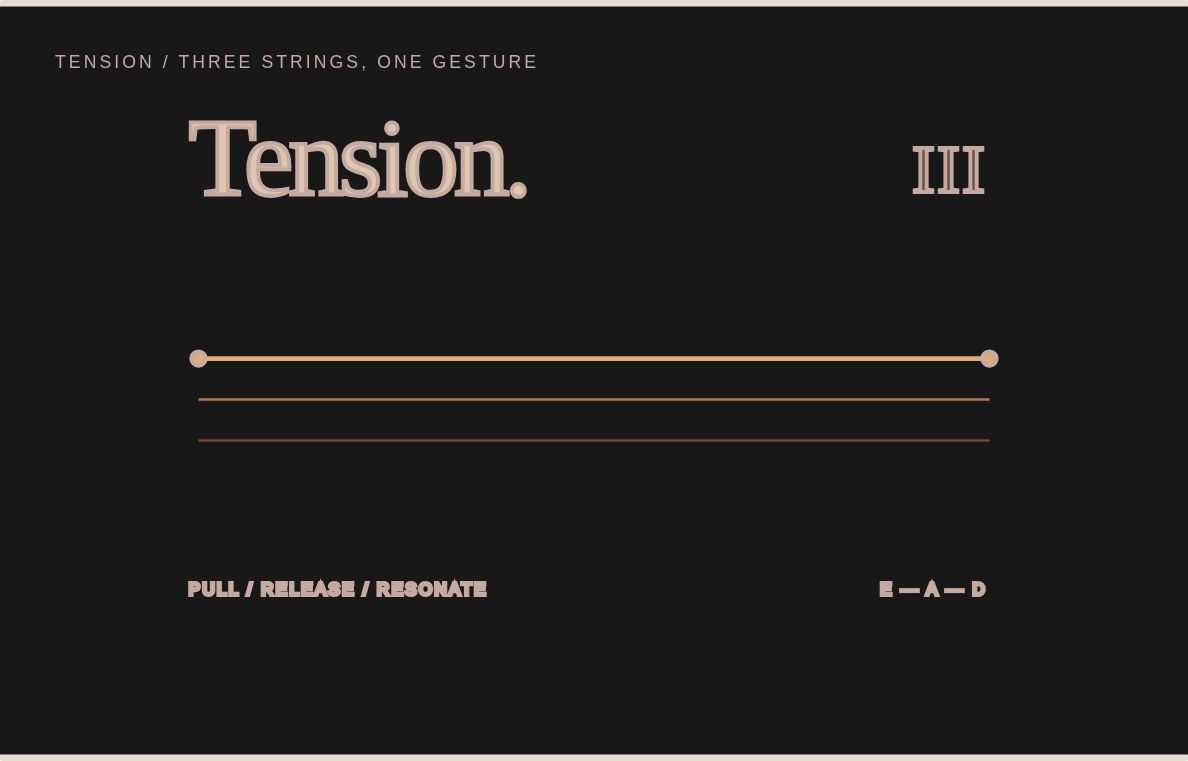 TENSION / THREE STRINGS, ONE GESTURE
Tension.
III
PULL / RELEASE / RESONATE
E — A — D